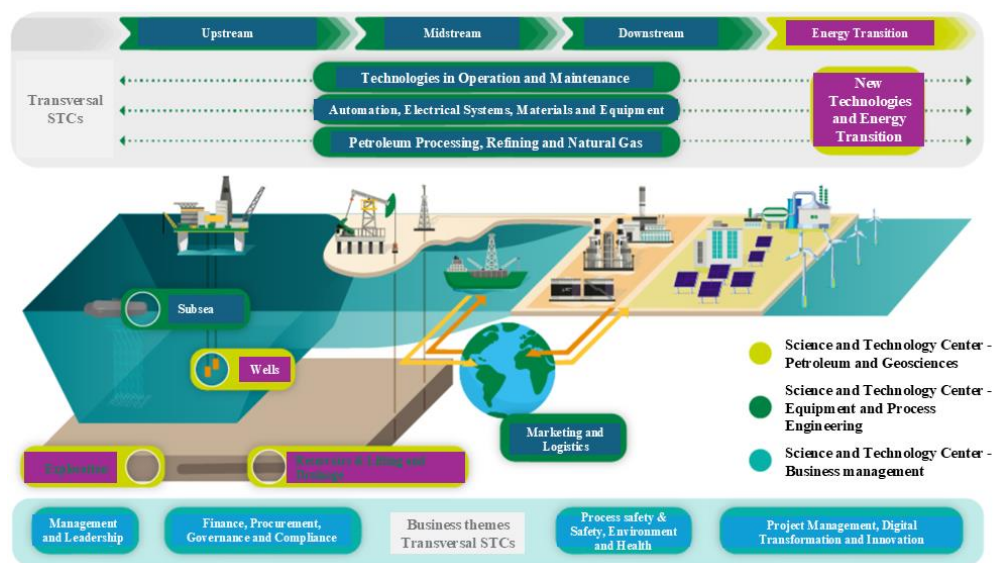 Upstream
Midstream
Downstream
Energy Transition
Transversal
STCs
Technologies in Operation and Maintenance
Automation, Electrical Systems, Materials and Equipment
Petroleum Processing, Refining and Natural Gas
New
Technologies
and Energy
Transition
Subsea
Wells
Exploration
Marketing and
Logistics
Science and Technology Center -
Petroleum and Geosciences
Science and Technology Center -
Equipment and Process
Engineering
Science and Technology Center -
Business management
Management
and Leadership
Finance, Procurement,
Governance and Compliance
Business themes
Transversal STCs
Process safety &
Safety, Environment
and Health
Project Management, Digital
Transformation and Innovation